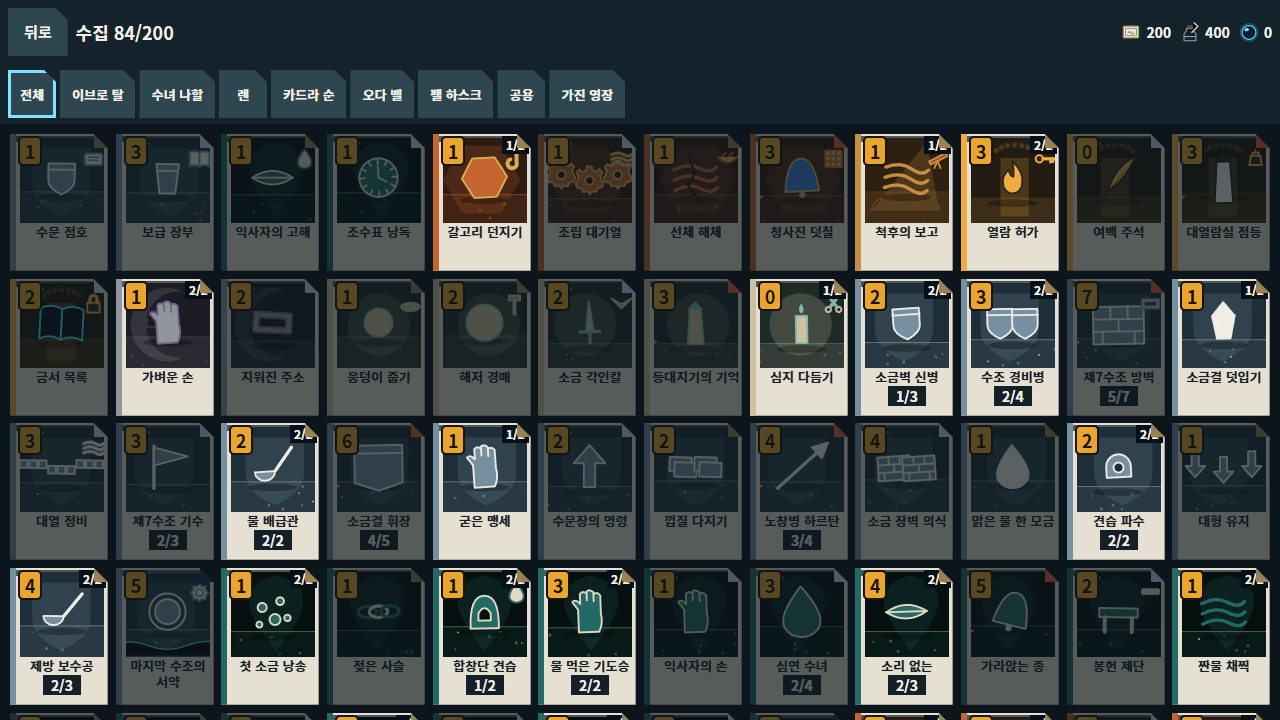 뒤로
수집 84/200
200
400
0
전체
이브로 탈
수녀 나할
렌
카드라 순
오다 벨
펠 하스크
공용
가진 영장
1
수문 점호
3
보급 장부
1
익사자의 고해
1
조수표 낭독
1
갈고리 던지기
1
조립 대기열
1
선체 해체
3
청사진 덧칠
1
척후의 보고
3
열람 허가
0
여백 주석
3
대열람실 점등
2
금서 목록
1
가벼운 손
2
지워진 주소
1
웅덩이 줍기
2
해저 경매
2
소금 각인칼
3
등대지기의 기억
0
심지 다듬기
2
소금벽 신병
1/3
3
수조 경비병
2/4
7
제7수조 방벽
5/7
1
소금결 덧입기
3
대열 정비
3
제7수조 기수
2/3
2
물 배급관
2/2
6
소금결 휘장
4/5
1
굳은 맹세
2
수문장의 명령
2
껍질 다지기
4
노창병 하르탄
3/4
4
소금 장벽 의식
1
맑은 물 한 모금
2
견습 파수
2/2
1
대형 유지
4
제방 보수공
2/3
5
마지막 수조의
서약
1
첫 소금 낭송
1
젖은 사슬
1
합창단 견습
1/2
3
물 먹은 기도승
2/2
1
익사자의 손
3
심연 수녀
2/4
4
소리 없는
2/3
5
가라앉는 종
2
봉헌 제단
1
짠물 채찍